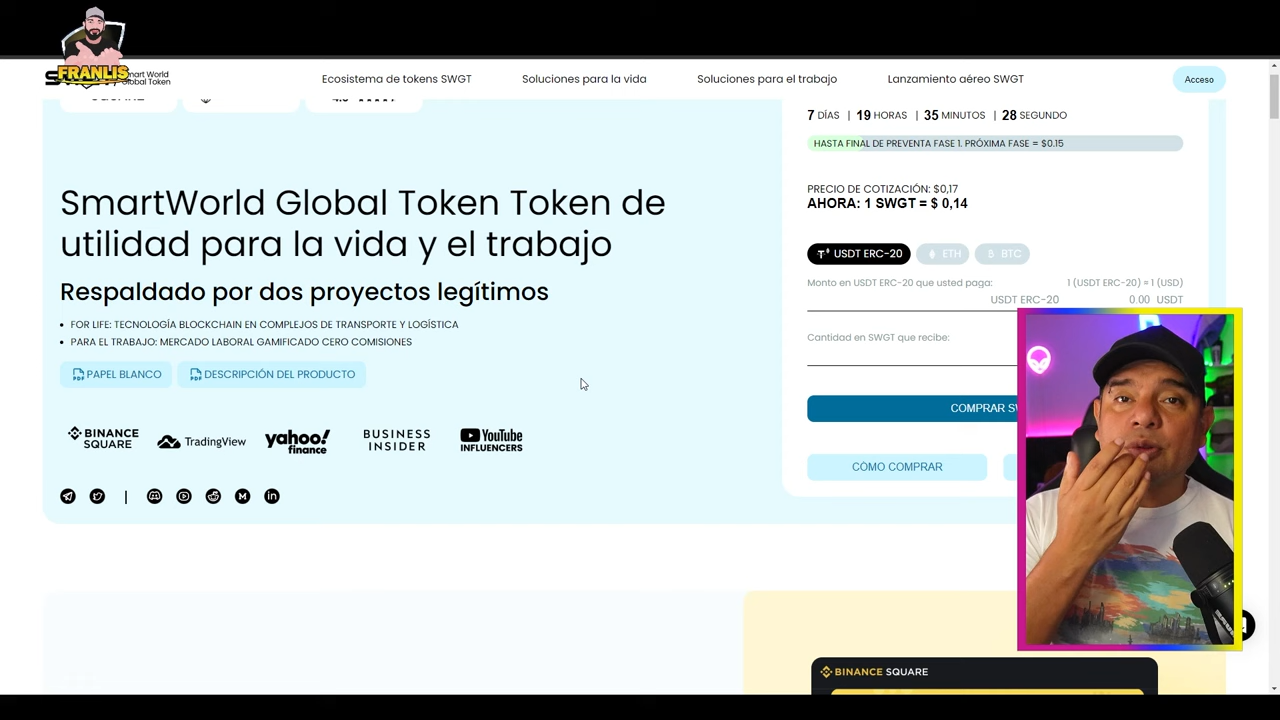 FRANLIS
mart World
lobal Token
Ecosistema de tokens SWGT
Soluciones para la vida
Soluciones para el trabajo
Lanzamiento aéreo SWGT
Acceso
7 DÍAS | 19 HORAS | 35 MINUTOS | 28 SEGUNDO
HASTA FINAL DE PREVENTA FASE 1. PRÓXIMA FASE = $0.15
SmartWorld Global Token Token de
utilidad para la vida y el trabajo
Respaldado por dos proyectos legítimos
• FOR LIFE: TECNOLOGÍA BLOCKCHAIN EN COMPLEJOS DE TRANSPORTE Y LOGÍSTICA
• PARA EL TRABAJO: MERCADO LABORAL GAMIFICADO CERO COMISIONES
PAPEL BLANCO
DESCRIPCIÓN DEL PRODUCTO
BINANCE
SQUARE
TradingView
yahoo!
finance
BUSINESS
INSIDER
YouTube
INFLUENCERS
PRECIO DE COTIZACIÓN: $0,17
AHORA: 1 SWGT = $ 0,14
USDT ERC-20
ETH
BTC
Monto en USDT ERC-20 que usted paga:
1 (USDT ERC-20) = 1 (USD)
USDT ERC-20
0.00 USDT
Cantidad en SWGT que recibe:
COMPRAR SW
CÓMO COMPRAR
BINANCE SQUARE